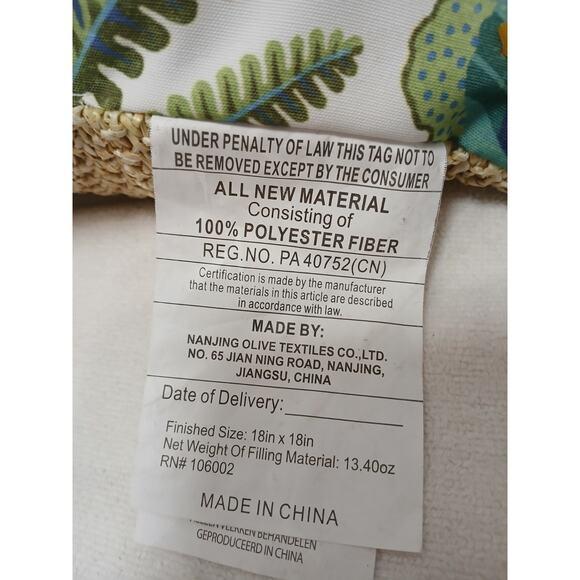 UNDER PENALTY OF LAW THIS TAG NOT TO
BE REMOVED EXCEPT BY THE CONSUMER
ALL NEW MATERIAL
Consisting of
100% POLYESTER FIBER
REG.NO. PA 40752(CN)
Certification is made by the manufacturer
that the materials in this article are described
in accordance with law.
MADE BY:
NANJING OLIVE TEXTILES CO.,LTD.
NO. 65 JIAN NING ROAD, NANJING,
JIANGSU, CHINA
Date of Delivery:
Finished Size: 18in x 18in
Net Weight Of Filling Material: 13.40oz
RN# 106002
MADE IN CHINA
VLEKKEN BEHANDELEN
GEPRODUCEERD IN CHINA